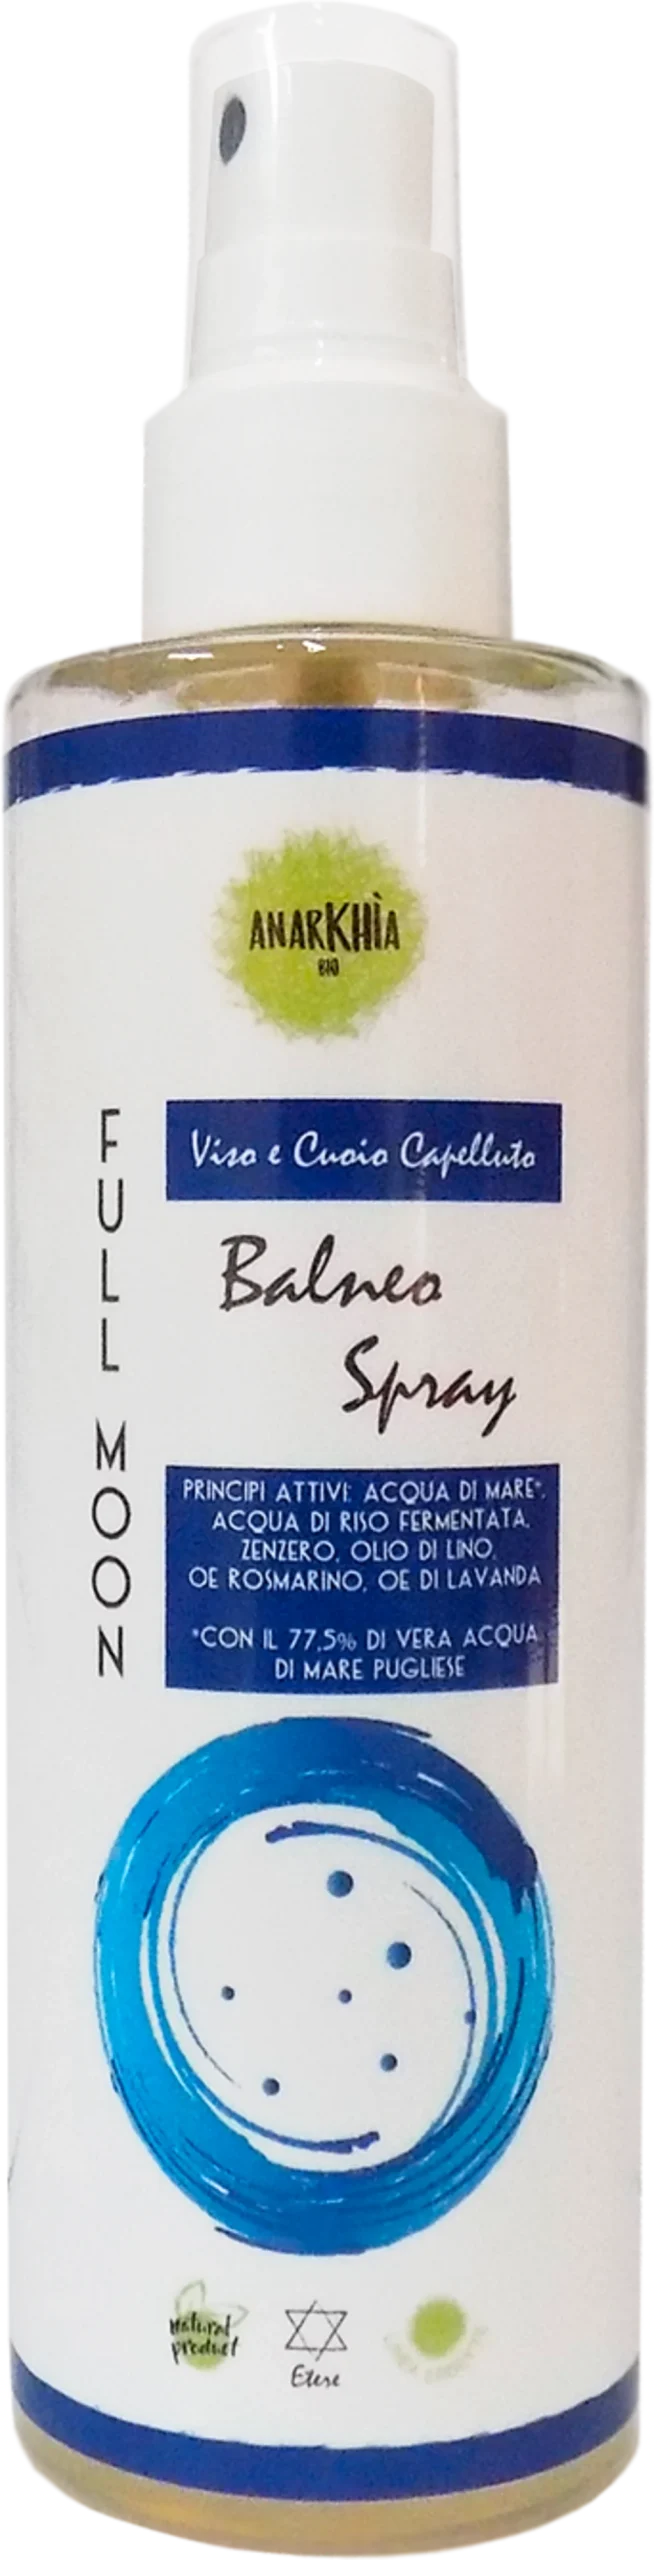 ANARKHÌA
BIO
FULL MOON
Viso e Cuoio Capelluto
Balneo
Spray
PRINCIPI ATTIVI: ACQUA DI MARE*,
ACQUA DI RISO FERMENTATA,
ZENZERO, OLIO DI LINO,
OE ROSMARINO, OE DI LAVANDA
*CON IL 77,5% DI VERA ACQUA
DI MARE PUGLIESE
natural
product
Etere